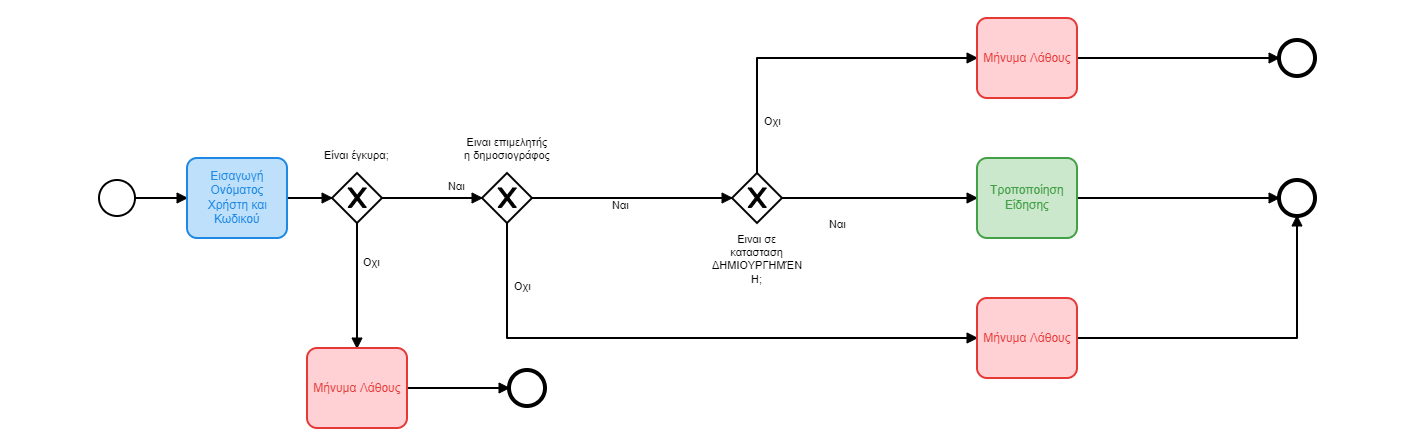 Μήνυμα Λάθους
Οχι
Ειναι επιμελητής
η δημοσιογράφος
Είναι έγκυρα;
Εισαγωγή
Ονόματος
Χρήστη και
Κωδικού
Ναι
Ναι
Ναι
Τροποποίηση
Είδησης
Ειναι σε
κατασταση
ΔΗΜΙΟΥΡΓΗΜΈΝ
Η;
Οχι
Οχι
Μήνυμα Λάθους
Μήνυμα Λάθους